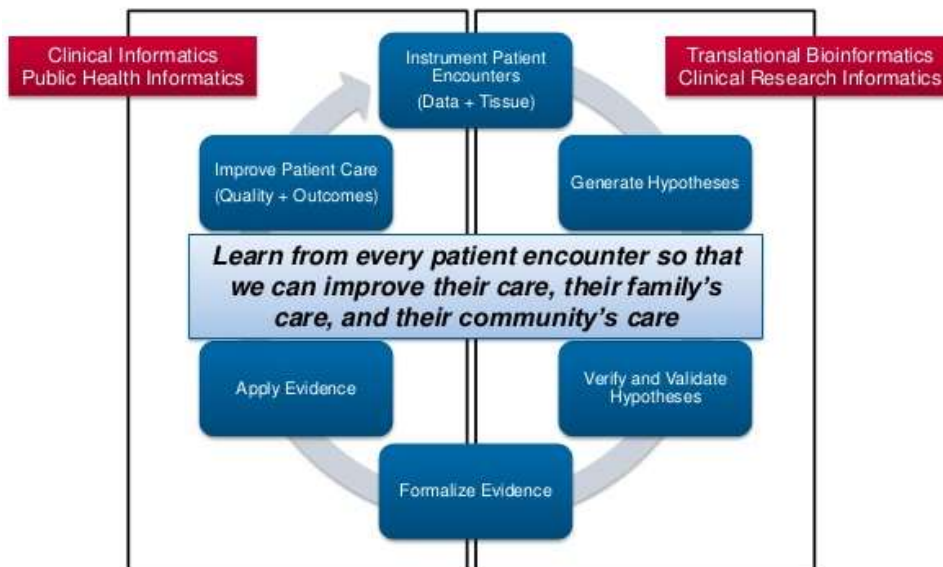 Clinical Informatics
Public Health Informatics
Instrument Patient
Encounters
(Data + Tissue)
Translational Bioinformatics
Clinical Research Informatics
Improve Patient Care
(Quality + Outcomes)
Generate Hypotheses
Learn from every patient encounter so that
we can improve their care, their family's
care, and their community's care
Apply Evidence
Verify and Validate
Hypotheses
Formalize Evidence